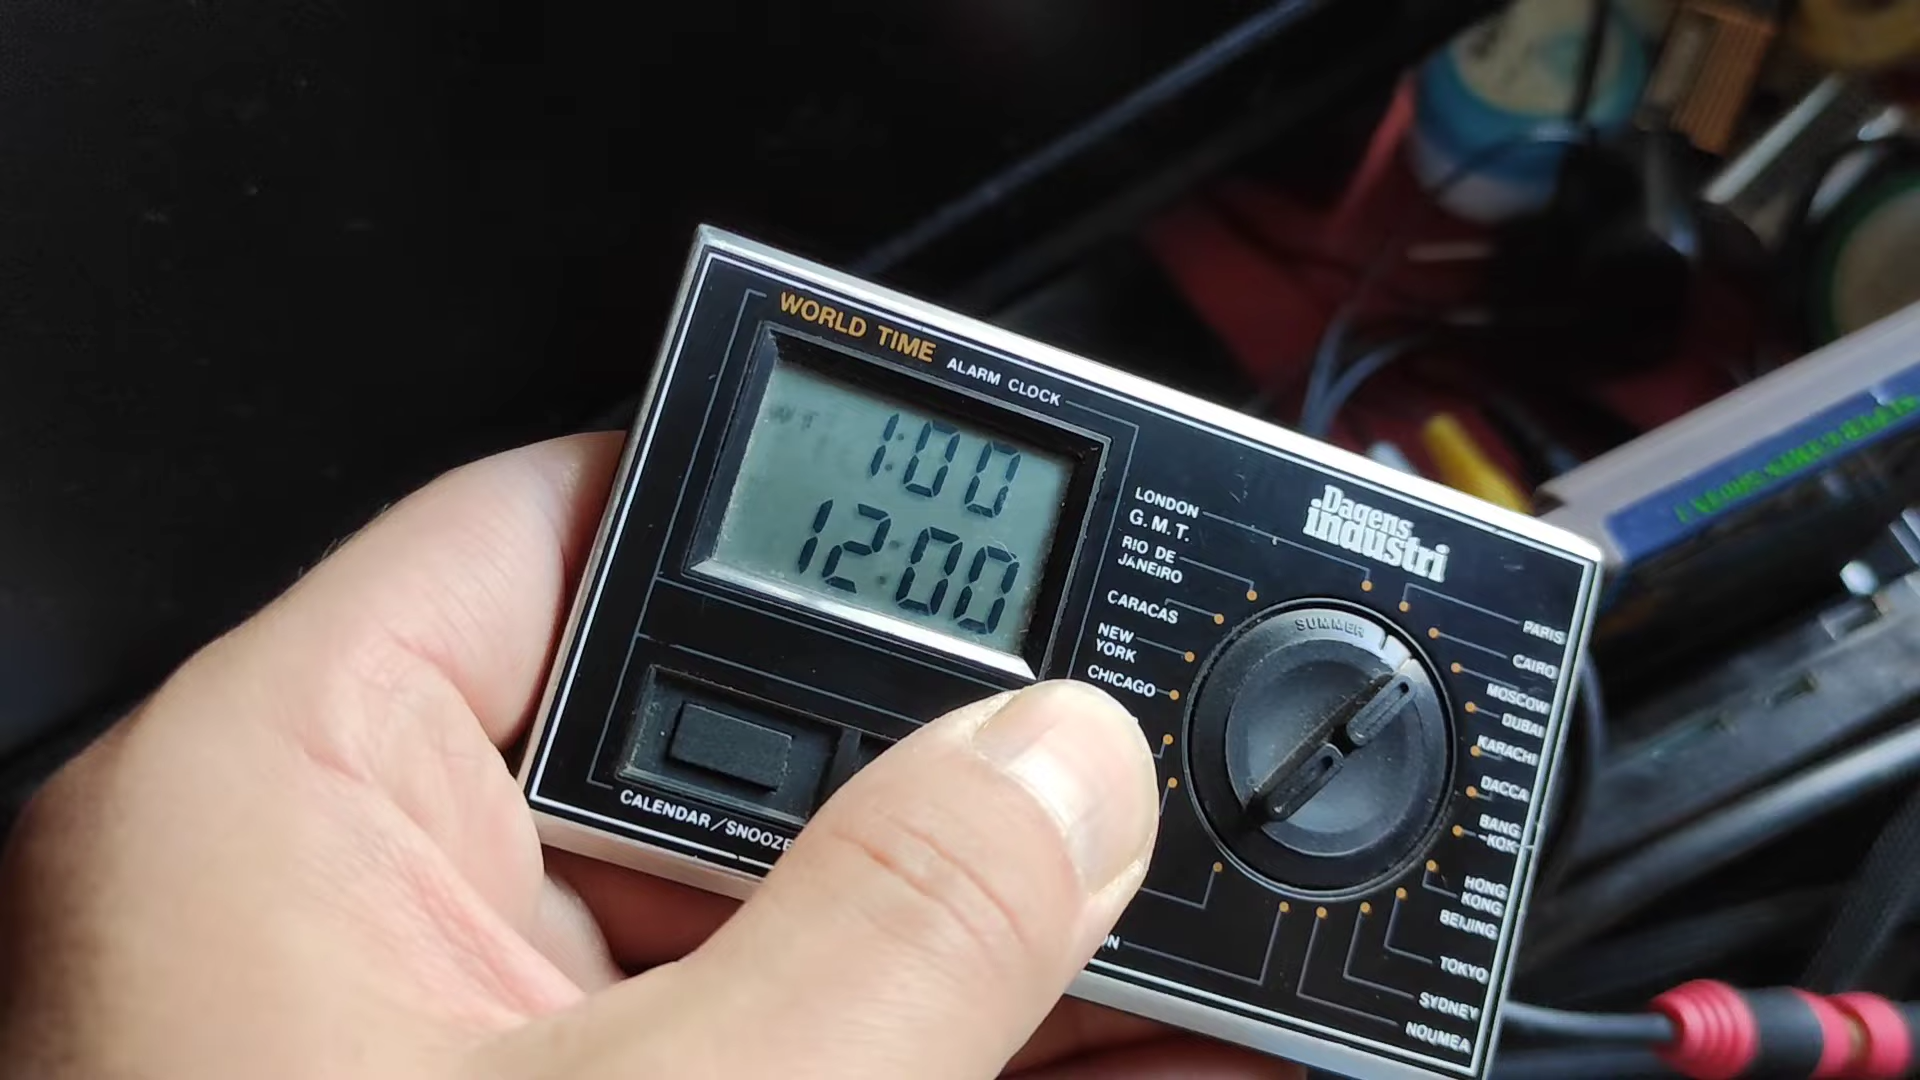 WORLD TIME
ALARM CLOCK
WT
1:00
12:00
CALENDAR/SNOOZE
LONDON
G.M.T.
RIO DE
JANEIRO
CARACAS
NEW
YORK
CHICAGO
Dagens
industri
SUMMER
PARIS
CAIRO
MOSCOW
DUBAI
KARACHI
DACCA
BANG
-KOK
HONG
KONG
BEIJING
TOKYO
SYDNEY
NOUMEA